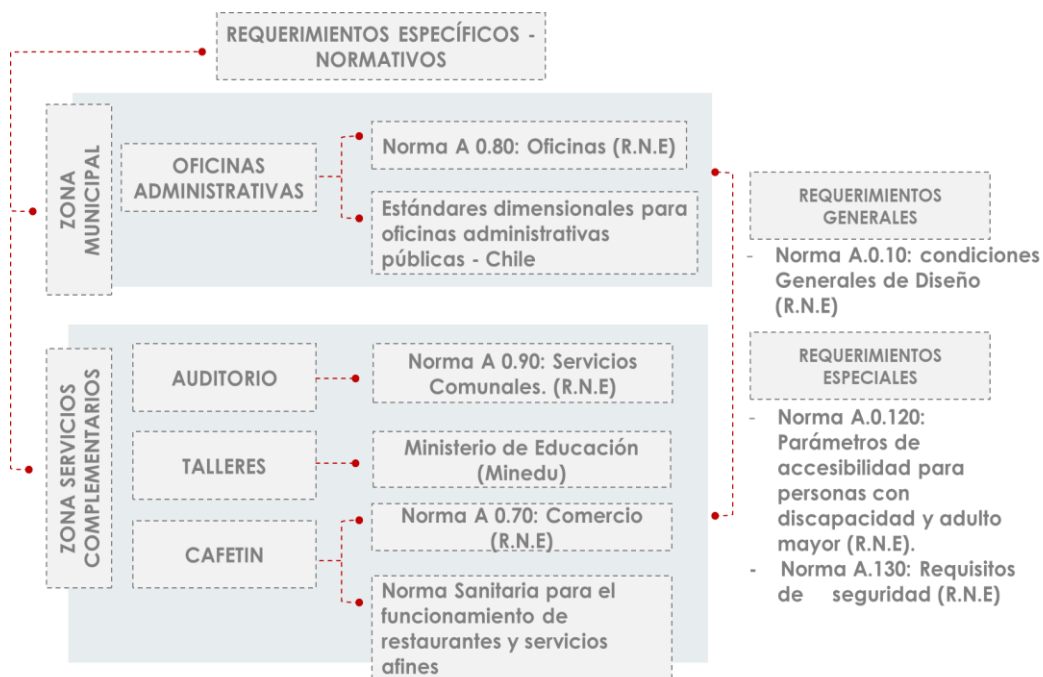 REQUERIMIENTOS ESPECÍFICOS -
NORMATIVOS
ZONA
MUNICIPAL
OFICINAS
ADMINISTRATIVAS
Norma A 0.80: Oficinas (R.N.E)
Estándares dimensionales para
oficinas administrativas
públicas - Chile
ZONA SERVICIOS
COMPLEMENTARIOS
AUDITORIO
Norma A 0.90: Servicios
Comunales. (R.N.E)
TALLERES
Ministerio de Educación
(Minedu)
CAFETIN
Norma A 0.70: Comercio
(R.N.E)
Norma Sanitaria para el
funcionamiento de
restaurantes y servicios
afines
REQUERIMIENTOS
GENERALES
- Norma A.0.10: condiciones
Generales de Diseño
(R.N.E)
REQUERIMIENTOS
ESPECIALES
- Norma A.0.120:
Parámetros de
accesibilidad para
personas con
discapacidad y adulto
mayor (R.N.E).
- Norma A.130: Requisitos
de seguridad (R.N.E)